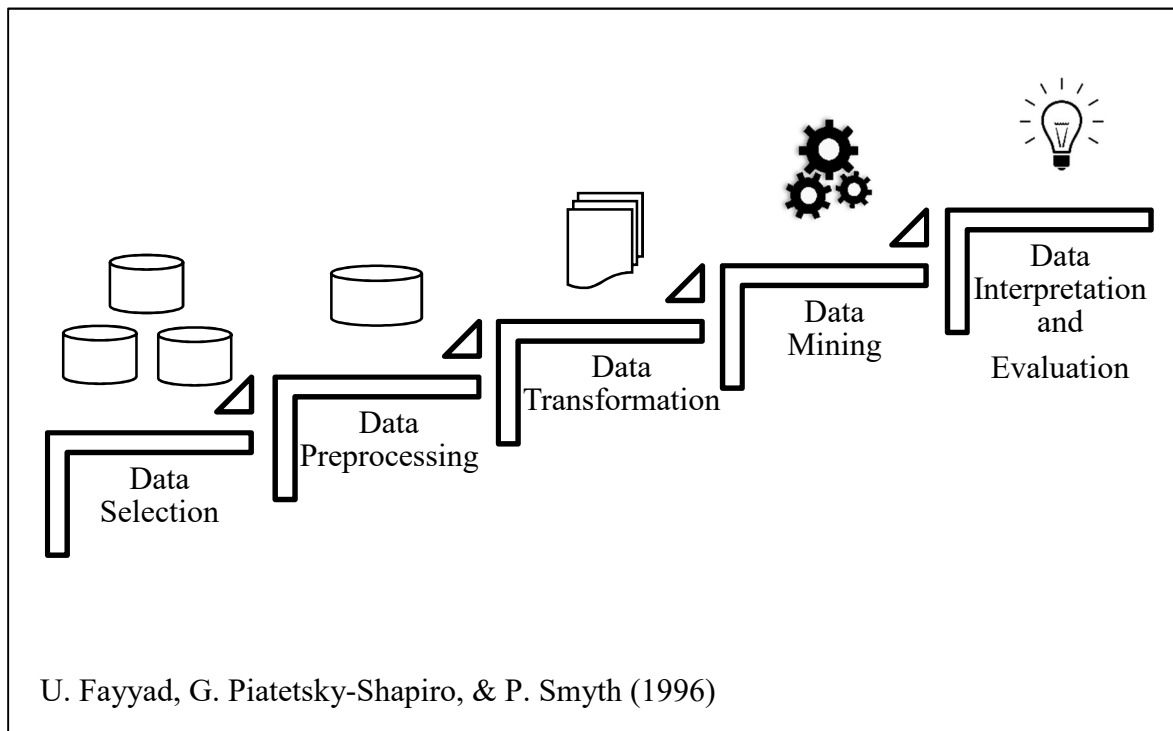 Data
Selection
Data
Preprocessing
Data
Transformation
Data
Mining
Data
Interpretation
and
Evaluation
U. Fayyad, G. Piatetsky-Shapiro, & P. Smyth (1996)